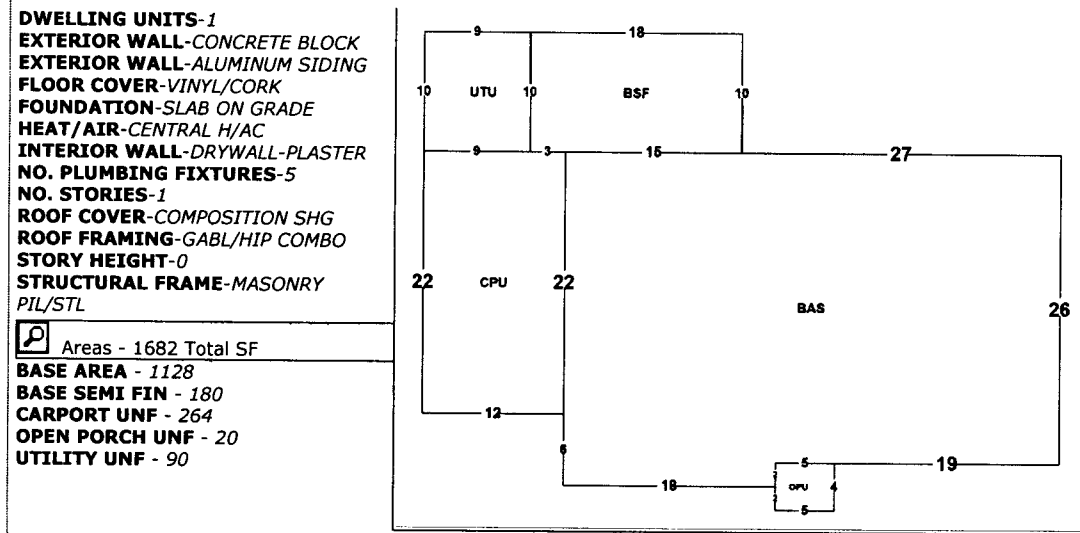 DWELLING UNITS-1
EXTERIOR WALL-CONCRETE BLOCK
EXTERIOR WALL-ALUMINUM SIDING
FLOOR COVER-VINYL/CORK
FOUNDATION-SLAB ON GRADE
HEAT/AIR-CENTRAL H/AC
INTERIOR WALL-DRYWALL-PLASTER
NO. PLUMBING FIXTURES-5
NO. STORIES-1
ROOF COVER-COMPOSITION SHG
ROOF FRAMING-GABL/HIP COMBO
STORY HEIGHT-0
STRUCTURAL FRAME-MASONRY
PIL/STL
Areas - 1682 Total SF
BASE AREA - 1128
BASE SEMI FIN - 180
CARPORT UNF - 264
OPEN PORCH UNF - 20
UTILITY UNF - 90
9 18
10 UTU 10 BSF 10
9 3 15 27
22 CPU 22 BAS 26
12
6
5 19
2 OPU 4
18
2
5